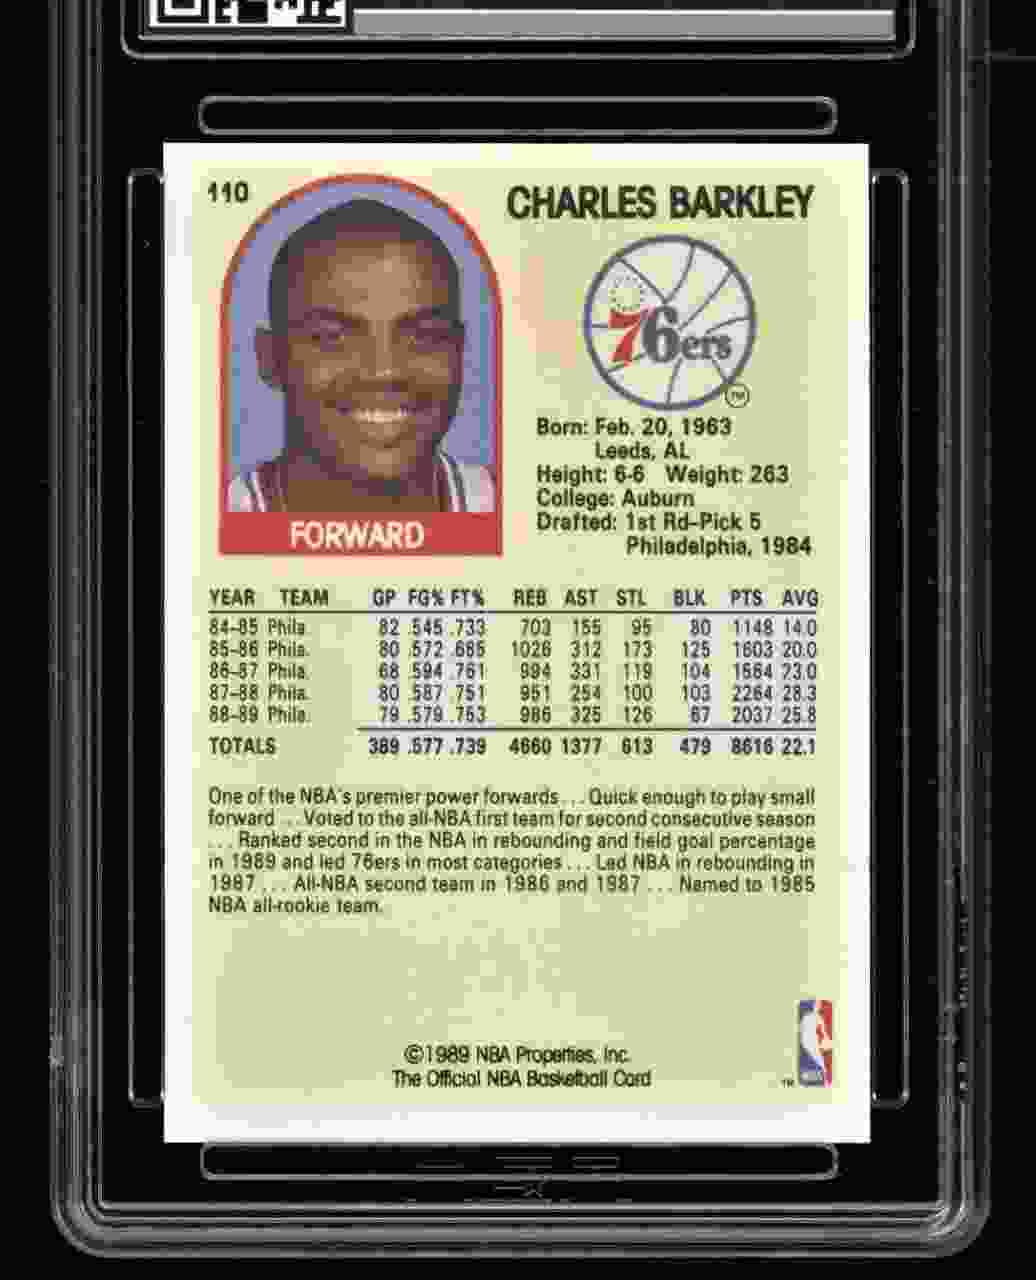 110
CHARLES BARKLEY
76ers
TM
Born: Feb. 20, 1963
Leeds, AL
Height: 6-6 Weight: 263
College: Auburn
Drafted: 1st Rd-Pick 5
Philadelphia, 1984
FORWARD
YEAR TEAM GP FG% FT% REB AST STL BLK PTS AVG
84-85 Phila. 82 .545 .733 703 155 95 80 1148 14.0
85-86 Phila. 80 .572 .685 1026 312 173 125 1603 20.0
86-87 Phila. 68 .594 .761 994 331 119 104 1564 23.0
87-88 Phila. 80 .587 .751 951 254 100 103 2264 28.3
88-89 Phila. 79 .579 .753 986 325 126 67 2037 25.8
TOTALS 389 .577 .739 4660 1377 613 479 8616 22.1
One of the NBA's premier power forwards . . . Quick enough to play small
forward . . . Voted to the all-NBA first team for second consecutive season
. . . Ranked second in the NBA in rebounding and field goal percentage
in 1989 and led 76ers in most categories . . . Led NBA in rebounding in
1987 . . . All-NBA second team in 1986 and 1987 . . . Named to 1985
NBA all-rookie team.
©1989 NBA Properties, Inc.
The Official NBA Basketball Card
TM
NBA